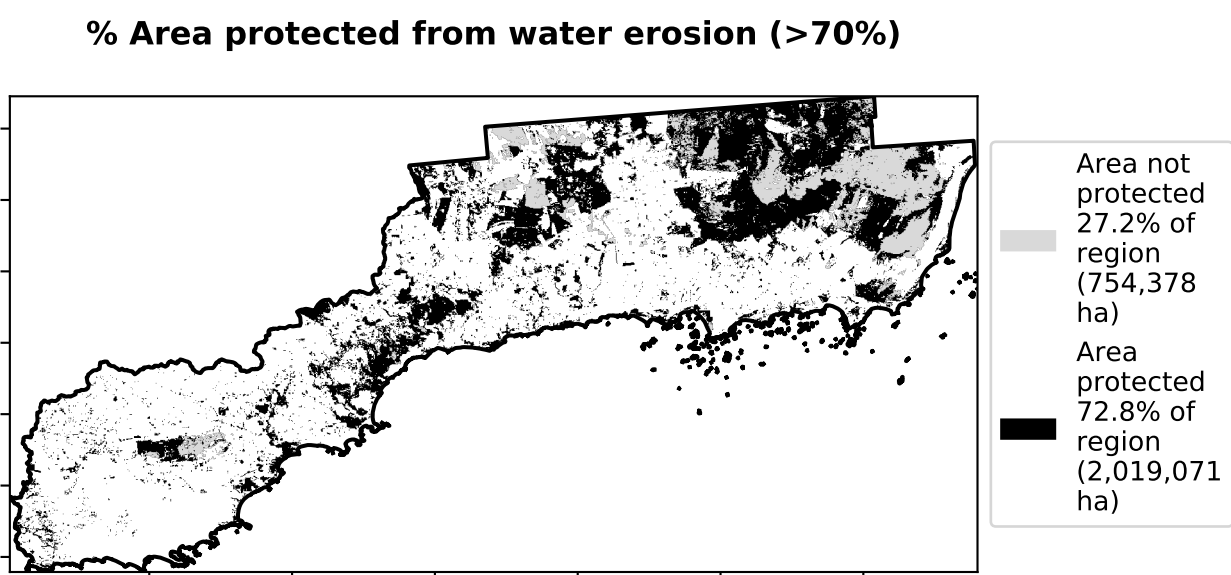 % Area protected from water erosion (>70%)
Area not
protected
27.2% of
region
(754,378
ha)
Area
protected
72.8% of
region
(2,019,071
ha)